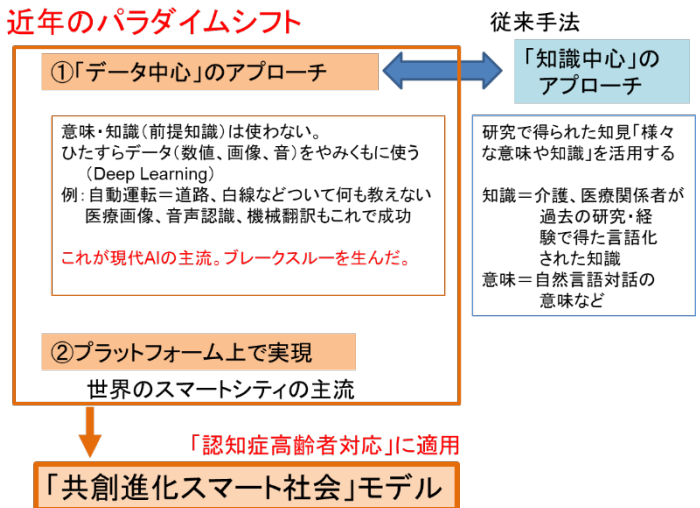 近年のパラダイムシフト
従来手法
①「データ中心」のアプローチ
「知識中心」の
アプローチ
意味・知識(前提知識)は使わない。
ひたすらデータ(数値、画像、音)をやみくもに使う
(Deep Learning)
例:自動運転=道路、白線などついて何も教えない
医療画像、音声認識、機械翻訳もこれで成功
これが現代AIの主流。ブレークスルーを生んだ。
研究で得られた知見「様々
な意味や知識」を活用する
知識=介護、医療関係者が
過去の研究・経
験で得た言語化
された知識
意味=自然言語対話の
意味など
②プラットフォーム上で実現
世界のスマートシティの主流
「認知症高齢者対応」に適用
「共創進化スマート社会」モデル